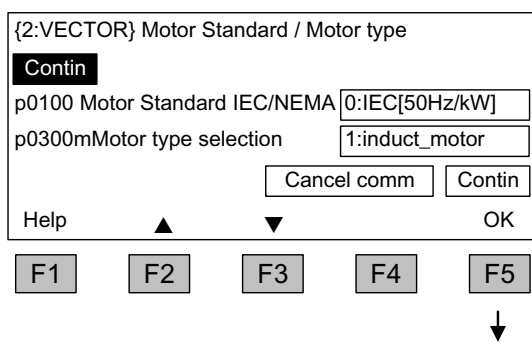 {2:VECTOR} Motor Standard / Motor type
Contin
p0100 Motor Standard IEC/NEMA 0:IEC[50Hz/kW]
p0300mMotor type selection 1:induct_motor
Cancel comm Contin
Help ▲ ▼ OK
F1 F2 F3 F4 F5